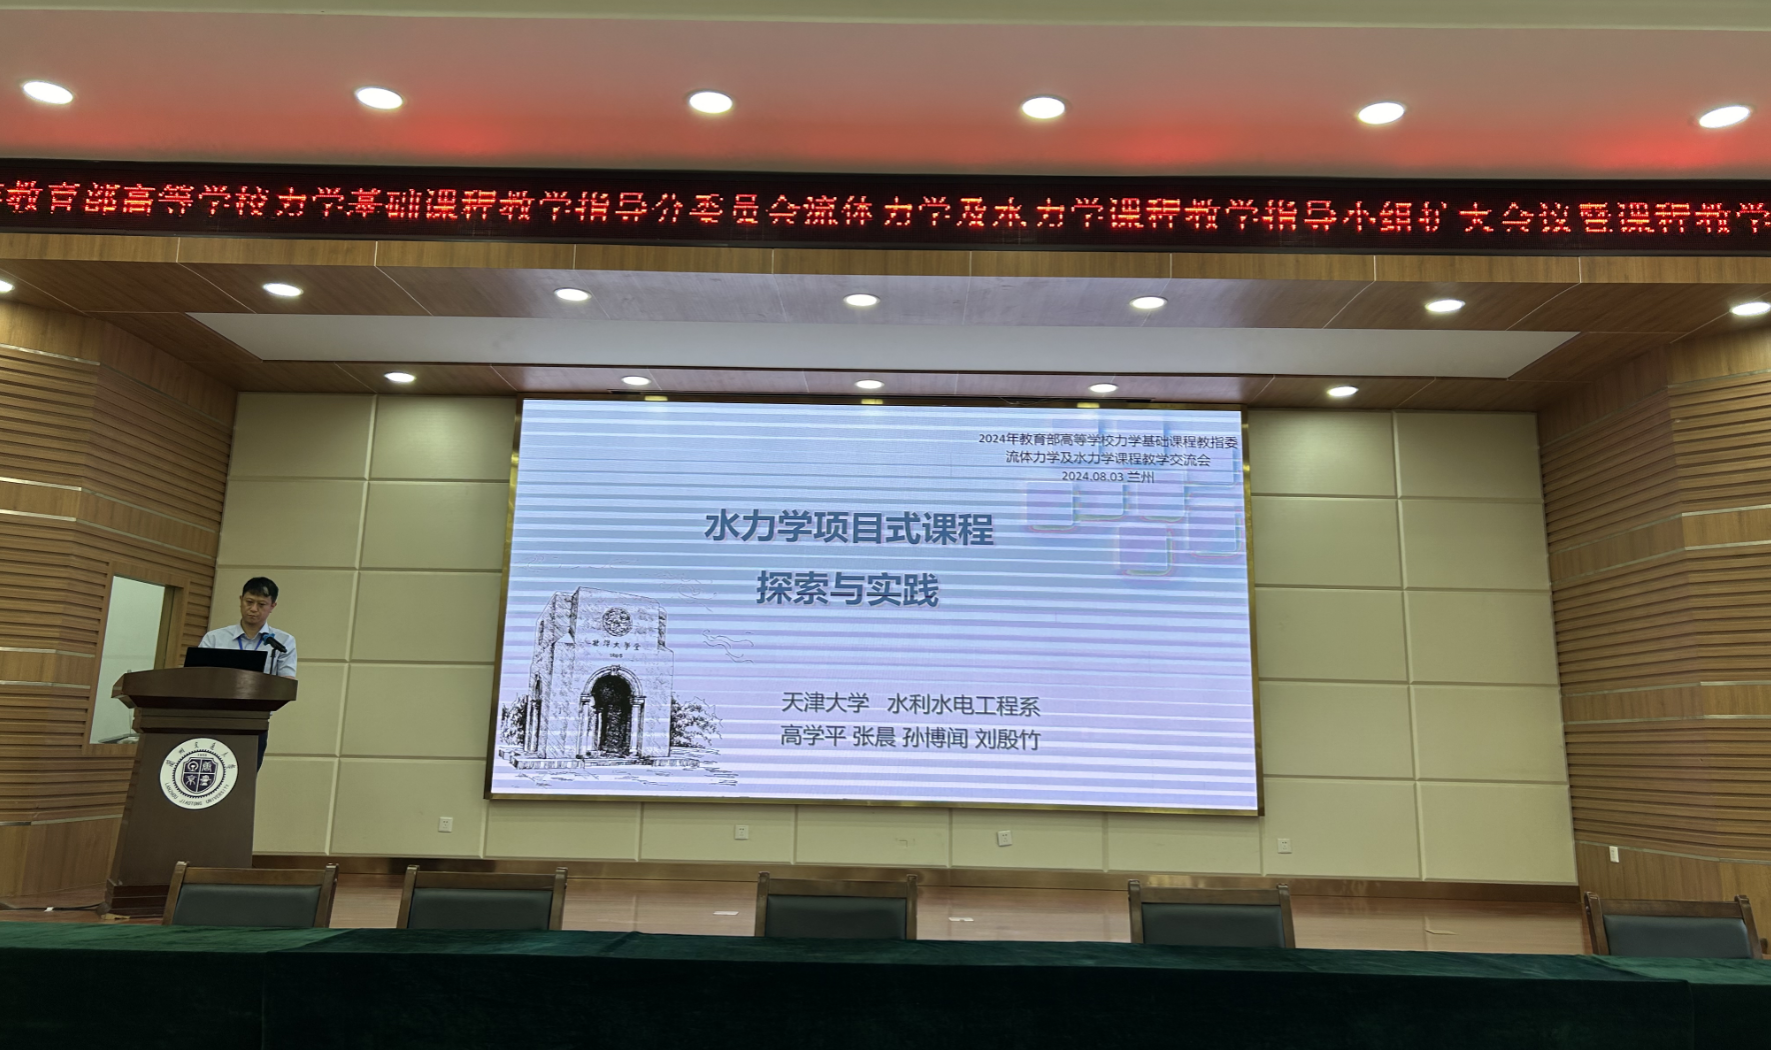 教育部高等学校力学基础课程教学指导分委员会流体力学及水力学课程教学指导小组扩大会议暨课程教学
2024年教育部高等学校力学基础课程教指委
流体力学及水力学课程教学交流会
2024.08.03 兰州
水力学项目式课程
探索与实践
天津大学 水利水电工程系
高学平 张晨 孙博闻 刘殷竹
LANZHOU JIAOTONG UNIVERSITY